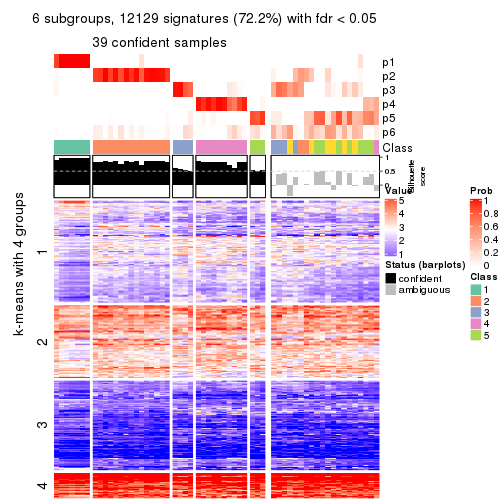 6 subgroups, 12129 signatures (72.2%) with fdr < 0.05
39 confident samples
p1
p2
p3
p4
p5
p6
Class
1
0.5
0
Silhouette
score
k-means with 4 groups
1
2
3
4
Value
5
4
3
2
1
Status (barplots)
confident
ambiguous
Prob
1
0.8
0.6
0.4
0.2
0
Class
1
2
3
4
5